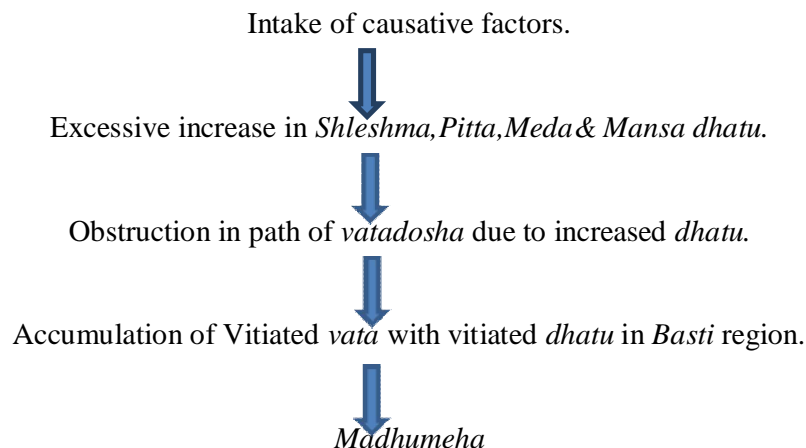 Intake of causative factors.
Excessive increase in Shleshma,Pitta,Meda& Mansa dhatu.
Obstruction in path of vatadosha due to increased dhatu.
Accumulation of Vitiated vata with vitiated dhatu in Basti region.
Madhumeha